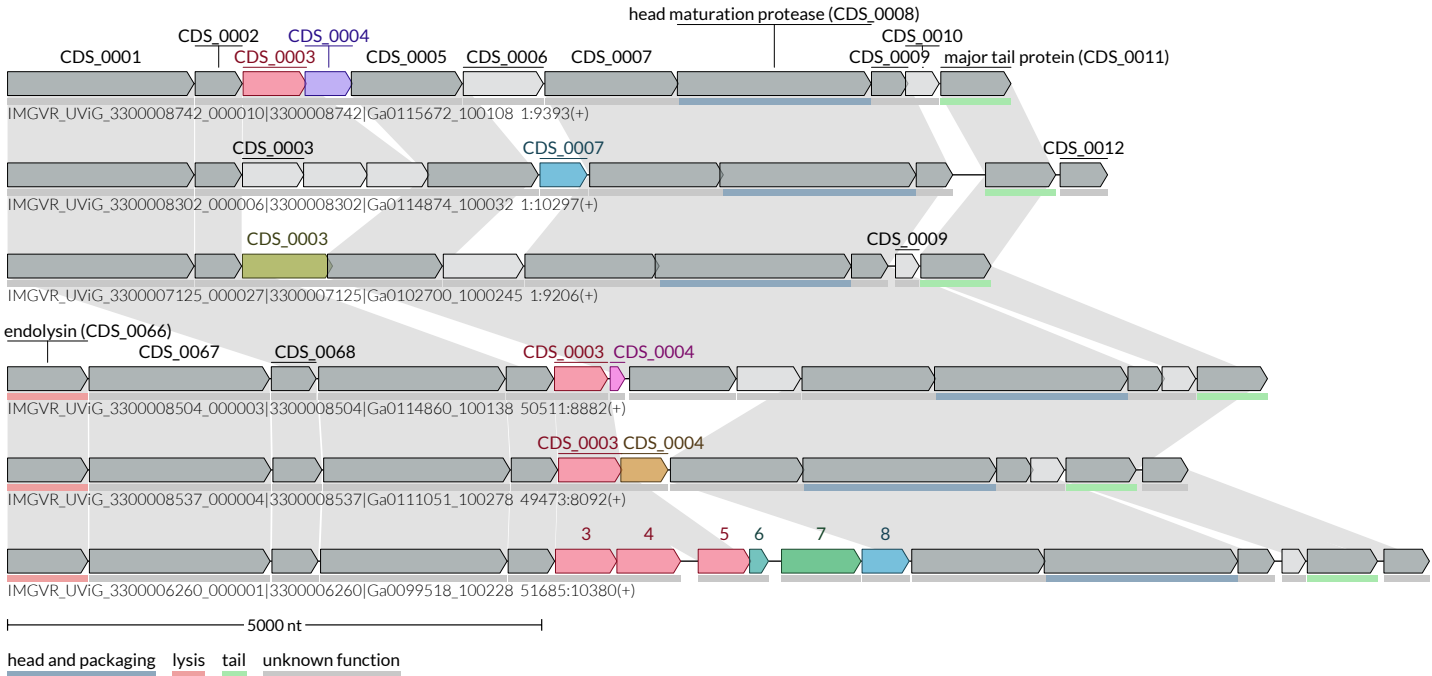 head maturation protease (CDS_0008)
CDS_0002 CDS_0004 CDS_0010
CDS_0001 CDS_0003 CDS_0005 CDS_0006 CDS_0007 CDS_0009 major tail protein (CDS_0011)
IMGVR_UViG_3300008742_000010|3300008742|Ga0115672_100108 1:9393(+)
CDS_0003 CDS_0007 CDS_0012
IMGVR_UViG_3300008302_000006|3300008302|Ga0114874_100032 1:10297(+)
CDS_0003 CDS_0009
IMGVR_UViG_3300007125_000027|3300007125|Ga0102700_1000245 1:9206(+)
endolysin (CDS_0066)
CDS_0067 CDS_0068 CDS_0003 CDS_0004
IMGVR_UViG_3300008504_000003|3300008504|Ga0114860_100138 50511:8882(+)
CDS_0003 CDS_0004
IMGVR_UViG_3300008537_000004|3300008537|Ga0111051_100278 49473:8092(+)
3 4 5 6 7 8
IMGVR_UViG_3300006260_000001|3300006260|Ga0099518_100228 51685:10380(+)
5000 nt
head and packaging lysis tail unknown function